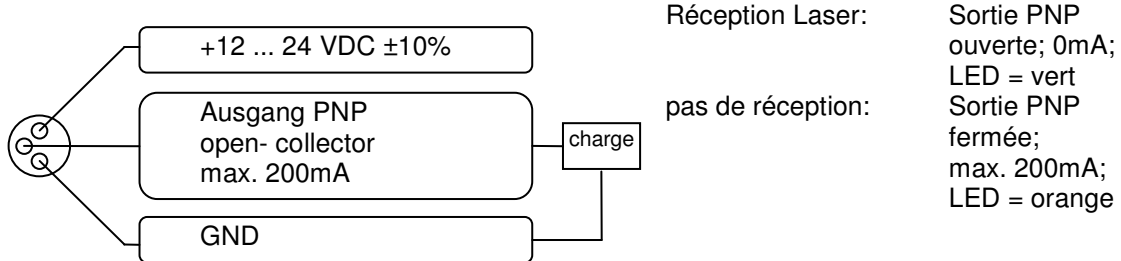 +12 ... 24 VDC ±10%
Ausgang PNP
open- collector
max. 200mA
charge
GND
Réception Laser: Sortie PNP
ouverte; 0mA;
LED = vert
pas de réception: Sortie PNP
fermée;
max. 200mA;
LED = orange